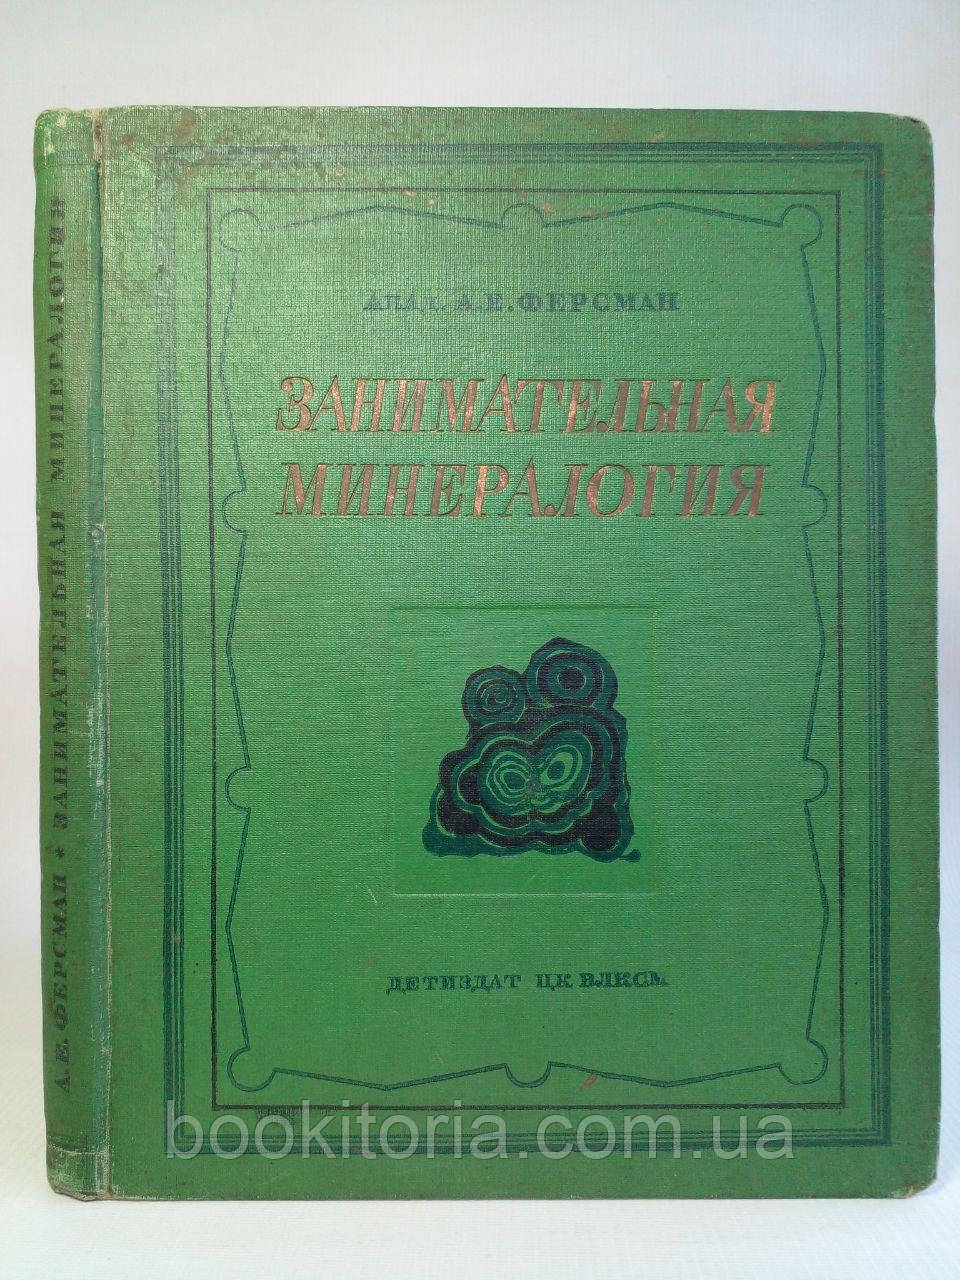 А.Е. ФЕРСМАН * ЗАНИМАТЕЛЬНАЯ МИНЕРАЛОГИЯ
АКАД. А.Е. ФЕРСМАН
ЗАНИМАТЕЛЬНАЯ
МИНЕРАЛОГИЯ
ДЕТИЗДАТ ЦК ВЛКСМ
bookitoria.com.ua